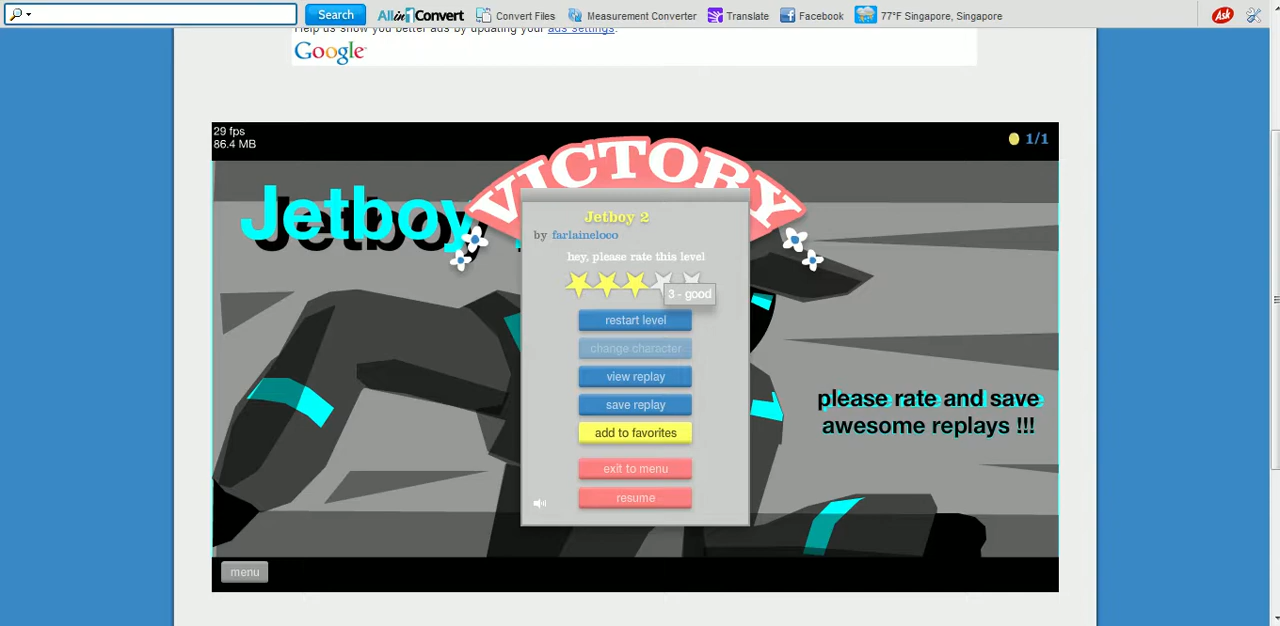 Search AllinConvert Convert Files Measurement Converter Translate Facebook 77°F Singapore, Singapore Ask
Help us show you better ads by updating your ads settings.
Google
29 fps
86.4 MB
1/1
VICTORY
Jetboy
Jetboy 2
by farlaineloco
hey, please rate this level
3 - good
restart level
change character
view replay
save replay
add to favorites
exit to menu
resume
please rate and save
awesome replays !!!
menu